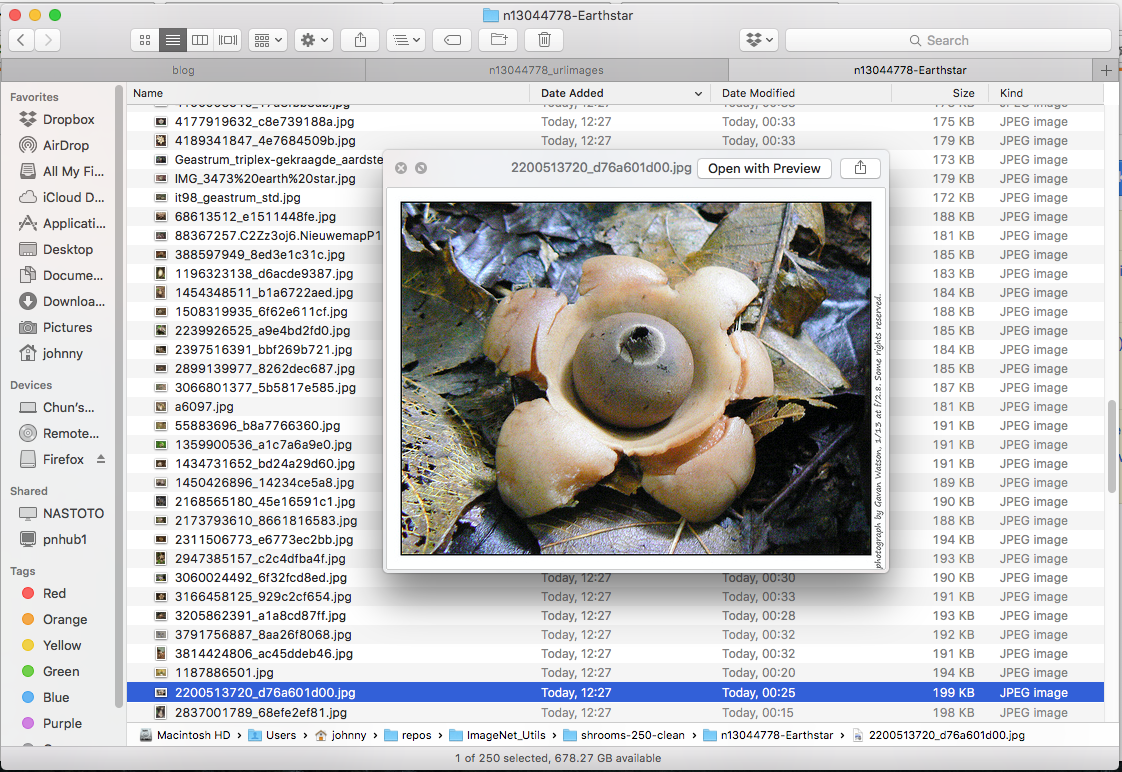 n13044778-Earthstar
Search
blog
n13044778_urlimages
n13044778-Earthstar
Name
Date Added
Date Modified
Size
Kind
Favorites
Dropbox
AirDrop
All My Fi...
iCloud D...
Applicati...
Desktop
Docume...
Downloa...
Pictures
johnny
Devices
Chun's...
Remote...
Firefox
Shared
NASTOTO
pnhub1
Tags
Red
Orange
Yellow
Green
Blue
Purple
4177919632_c8e739188a.jpg Today, 12:27 Today, 00:33 175 KB JPEG image
4189341847_4e7684509b.jpg Today, 12:27 Today, 00:33 179 KB JPEG image
Geastrum_triplex-gekraagde_aardste 173 KB JPEG image
IMG_3473%20earth%20star.jpg 179 KB JPEG image
it98_geastrum_std.jpg 172 KB JPEG image
68613512_e1511448fe.jpg 188 KB JPEG image
88367257.C2Zz3oj6.NieuwemapP1 181 KB JPEG image
388597949_8ed3e1c31c.jpg 185 KB JPEG image
1196323138_d6acde9387.jpg 183 KB JPEG image
1454348511_b1a6722aed.jpg 184 KB JPEG image
1508319935_6f62e611cf.jpg 188 KB JPEG image
2239926525_a9e4bd2fd0.jpg 185 KB JPEG image
2397516391_bbf269b721.jpg 184 KB JPEG image
2899139977_8262dec687.jpg 185 KB JPEG image
3066801377_5b5817e585.jpg 187 KB JPEG image
a6097.jpg 181 KB JPEG image
55883696_b8a7766360.jpg 191 KB JPEG image
1359900536_a1c7a6a9e0.jpg 191 KB JPEG image
1434731652_bd24a29d60.jpg 191 KB JPEG image
1450426896_14234ce5a8.jpg 189 KB JPEG image
2168565180_45e16591c1.jpg 190 KB JPEG image
2173793610_8661816583.jpg 188 KB JPEG image
2311506773_e6773ec2bb.jpg 194 KB JPEG image
2947385157_c2c4dfba4f.jpg 193 KB JPEG image
3060024492_6f32fcd8ed.jpg Today, 12:27 Today, 00:30 190 KB JPEG image
3166458125_929c2cf654.jpg Today, 12:27 Today, 00:33 191 KB JPEG image
3205862391_a1a8cd87ff.jpg Today, 12:27 Today, 00:28 193 KB JPEG image
3791756887_8aa26f8068.jpg Today, 12:27 Today, 00:32 192 KB JPEG image
3814424806_ac45ddeb46.jpg Today, 12:27 Today, 00:32 191 KB JPEG image
1187886501.jpg Today, 12:27 Today, 00:20 194 KB JPEG image
2200513720_d76a601d00.jpg Today, 12:27 Today, 00:25 199 KB JPEG image
2837001789_68efe2ef81.jpg Today, 12:27 Today, 00:15 198 KB JPEG image
2200513720_d76a601d00.jpg
Open with Preview
photograph by Gavan Watson. 1/13 at f/2.8. Some rights reserved.
Macintosh HD › Users › johnny › repos › ImageNet_Utils › shrooms-250-clean › n13044778-Earthstar › 2200513720_d76a601d00.jpg
1 of 250 selected, 678.27 GB available